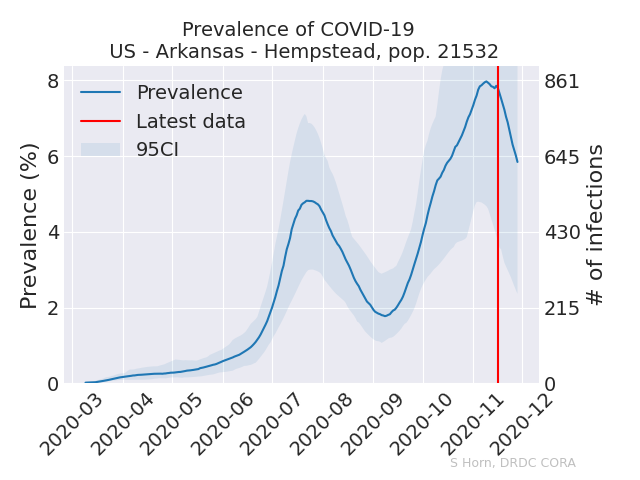 Prevalence of COVID-19
US - Arkansas - Hempstead, pop. 21532
Prevalence
Latest data
95CI
Prevalence (%)
8
6
4
2
0
861
645
430
215
0
# of infections
2020-03
2020-04
2020-05
2020-06
2020-07
2020-08
2020-09
2020-10
2020-11
2020-12
S Horn, DRDC CORA